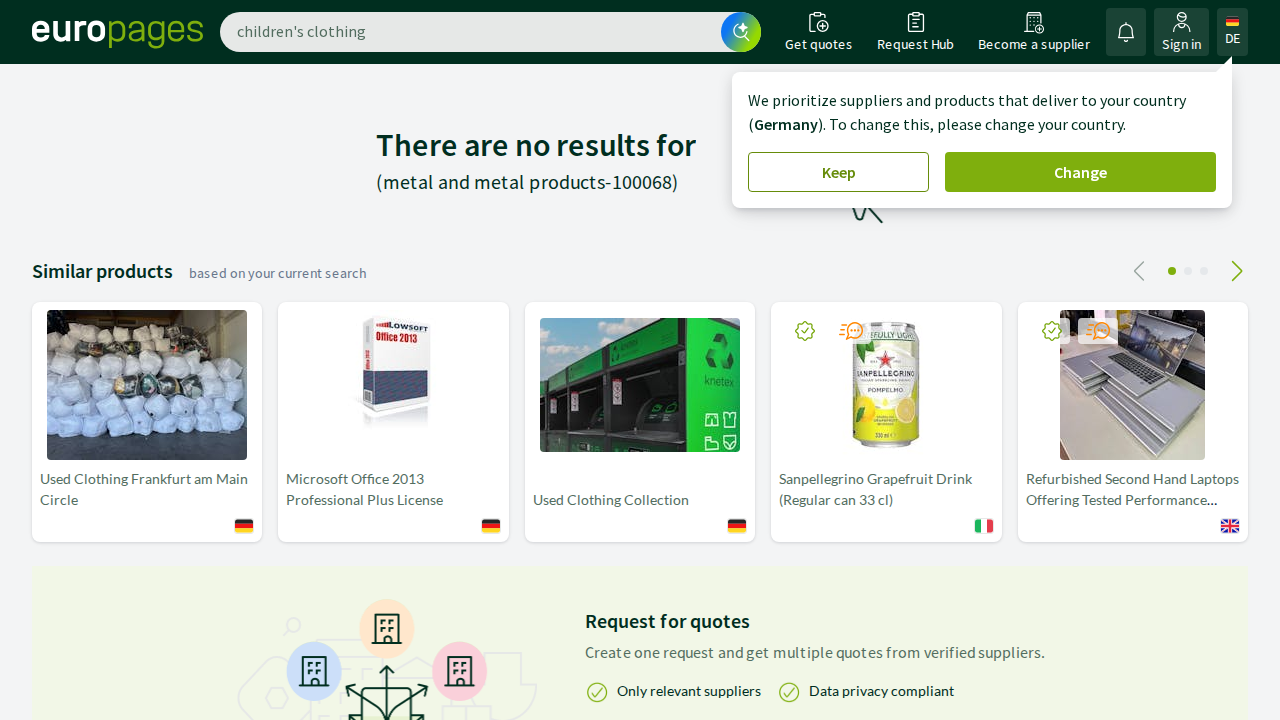 europages
children's clothing
Get quotes
Request Hub
Become a supplier
Sign in
DE
We prioritize suppliers and products that deliver to your country
(Germany). To change this, please change your country.
Keep
Change
There are no results for
(metal and metal products-100068)
Similar products based on your current search
LOWSOFT
Office 2013
knetex
knetex
CAREFULLY LIGHT
SANPELLEGRINO
POMPELMO
330 ml e
Used Clothing Frankfurt am Main
Circle
Microsoft Office 2013
Professional Plus License
Used Clothing Collection
Sanpellegrino Grapefruit Drink
(Regular can 33 cl)
Refurbished Second Hand Laptops
Offering Tested Performance...
Request for quotes
Create one request and get multiple quotes from verified suppliers.
Only relevant suppliers
Data privacy compliant